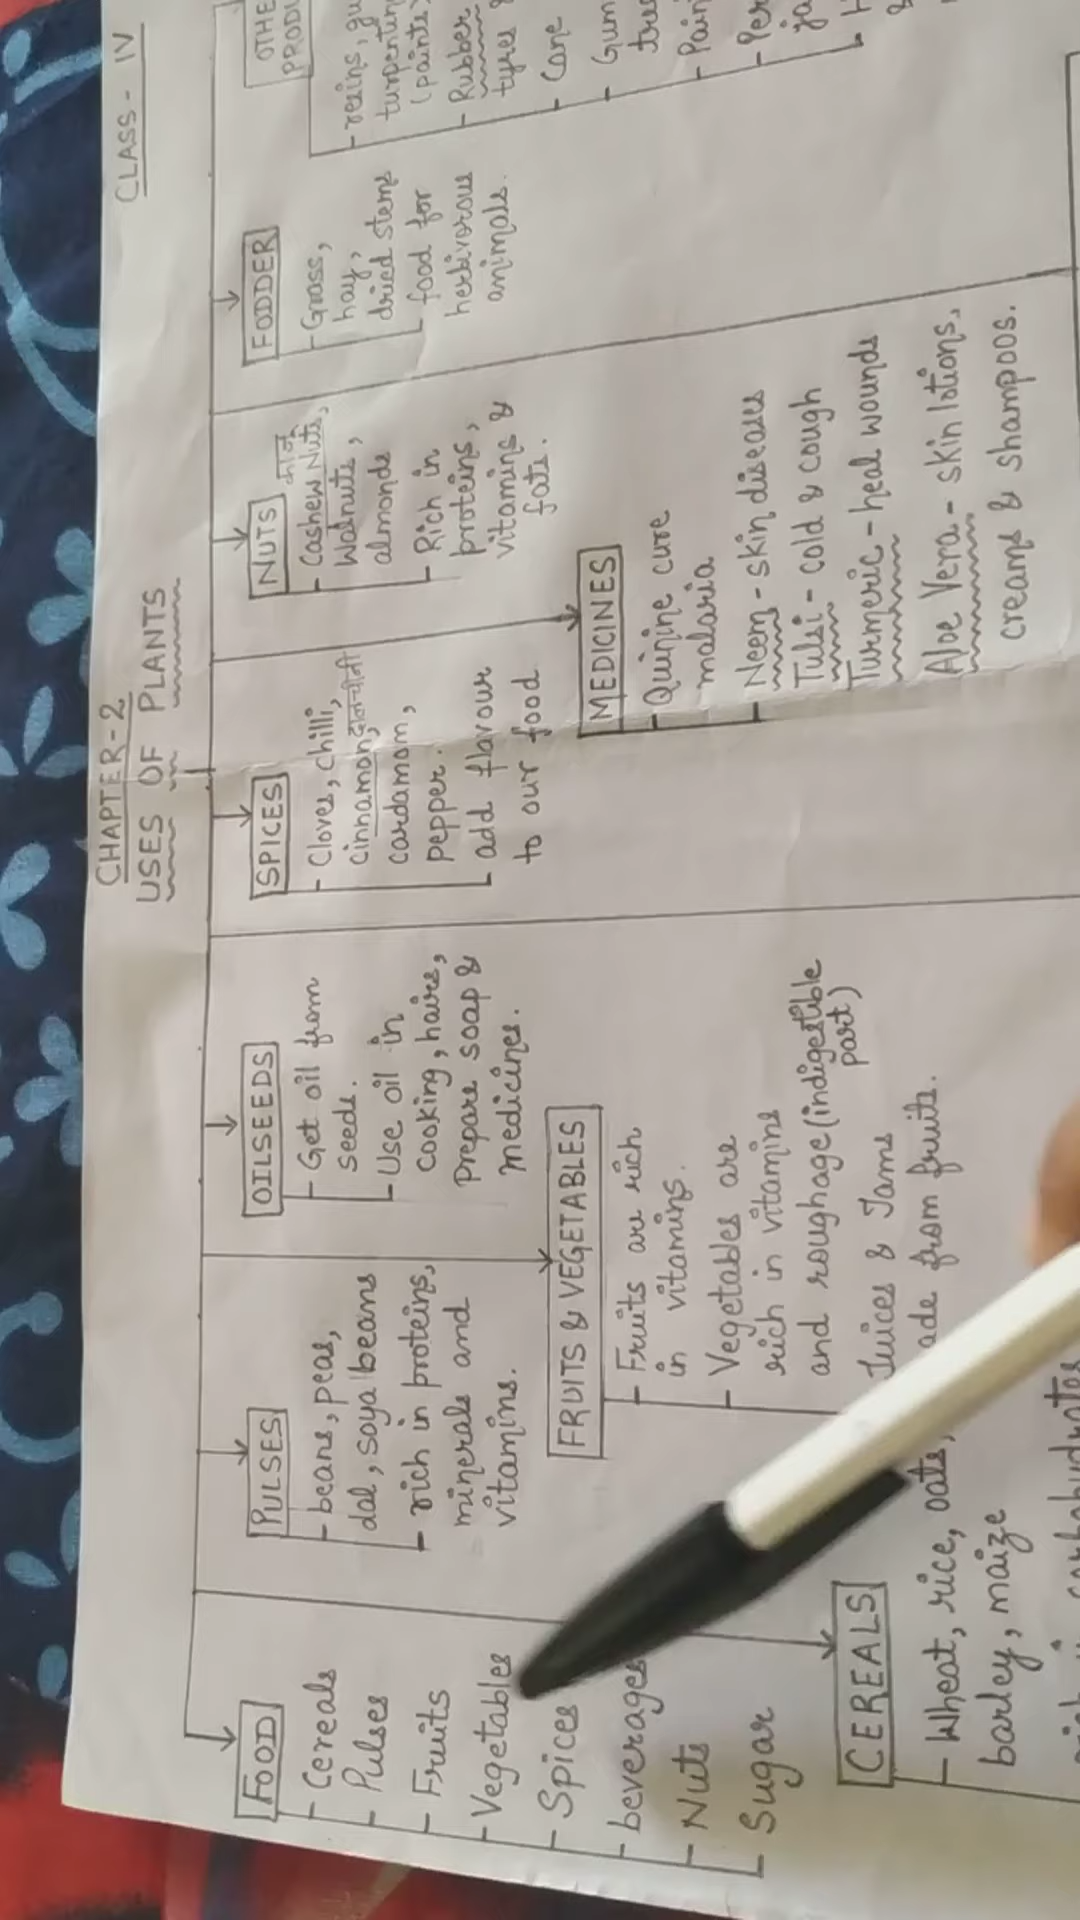 CHAPTER-2
CLASS - IV
USES OF PLANTS
FOOD
- Cereals
- Pulses
- Fruits
- Vegetables
- Spices
- beverages
- Nuts
- Sugar
PULSES
- beans, peas,
dal, soya beans
- rich in proteins,
minerals and
vitamins.
OILSEEDS
- Get oil from
seeds.
- Use oil in
cooking, hairs,
prepare soap &
medicines.
SPICES
- Cloves, chilli,
cinnamon, दालचीनी
cardamom,
pepper.
- add flavour
to our food
NUTS
काजू
- Cashew Nuts,
Walnuts,
almonds
- Rich in
proteins,
vitamins &
fats.
FODDER
- Grass,
hay,
dried stems
- food for
herbivorous
animals.
- resins,
- Rubber
tyres
- Cane
- Gum
CEREALS
- Wheat, rice, oats,
barley, maize
FRUITS & VEGETABLES
- Fruits are rich
in vitamins.
- Vegetables are
rich in vitamins
and roughage (indigestible
part)
Juices & Jams
from fruits.
MEDICINES
- Quinine cure
malaria
- Neem - skin diseases
Tulsi - cold & cough
Turmeric - heal wounds
Aloe Vera - skin lotions,
creams & shampoos.